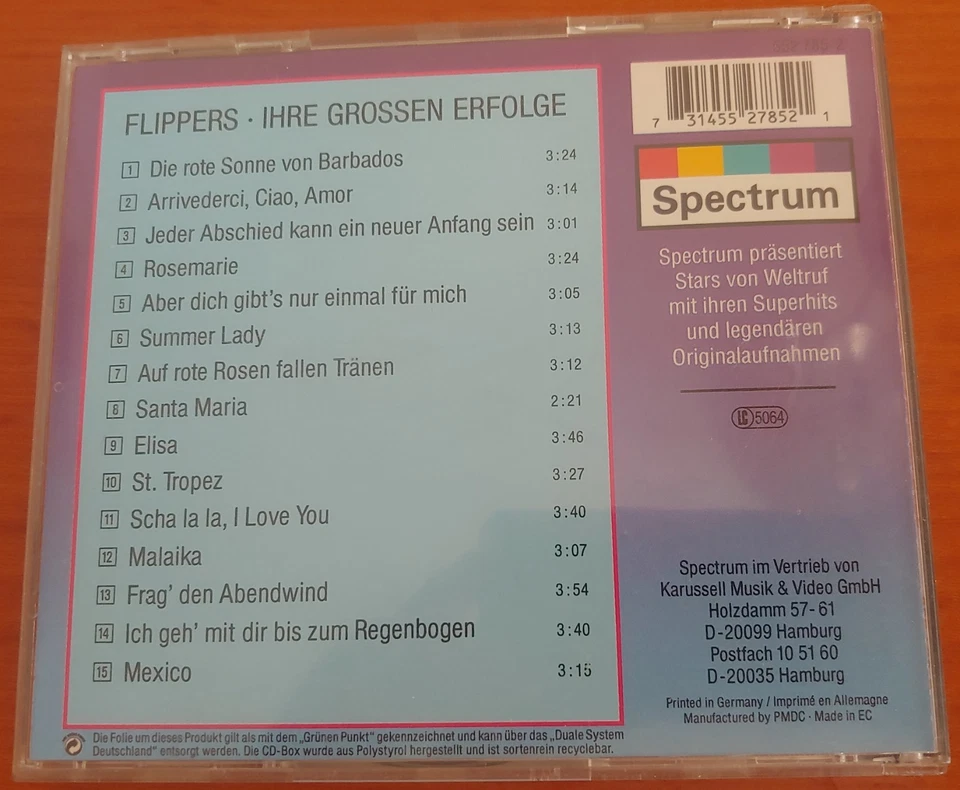 FLIPPERS · IHRE GROSSEN ERFOLGE
1 Die rote Sonne von Barbados 3:24
2 Arrivederci, Ciao, Amor 3:14
3 Jeder Abschied kann ein neuer Anfang sein 3:01
4 Rosemarie 3:24
5 Aber dich gibt's nur einmal für mich 3:05
6 Summer Lady 3:13
7 Auf rote Rosen fallen Tränen 3:12
8 Santa Maria 2:21
9 Elisa 3:46
10 St. Tropez 3:27
11 Scha la la, I Love You 3:40
12 Malaika 3:07
13 Frag' den Abendwind 3:54
14 Ich geh' mit dir bis zum Regenbogen 3:40
15 Mexico 3:15
Die Folie um dieses Produkt gilt als mit dem „Grünen Punkt" gekennzeichnet und kann über das „Duale System
Deutschland" entsorgt werden. Die CD-Box wurde aus Polystyrol hergestellt und ist sortenrein recyclebar.
7 31455 27852 1
Spectrum
Spectrum präsentiert
Stars von Weltruf
mit ihren Superhits
und legendären
Originalaufnahmen
LC 5064
Spectrum im Vertrieb von
Karussell Musik & Video GmbH
Holzdamm 57-61
D-20099 Hamburg
Postfach 10 51 60
D-20035 Hamburg
Printed in Germany / Imprimé en Allemagne
Manufactured by PMDC · Made in EC